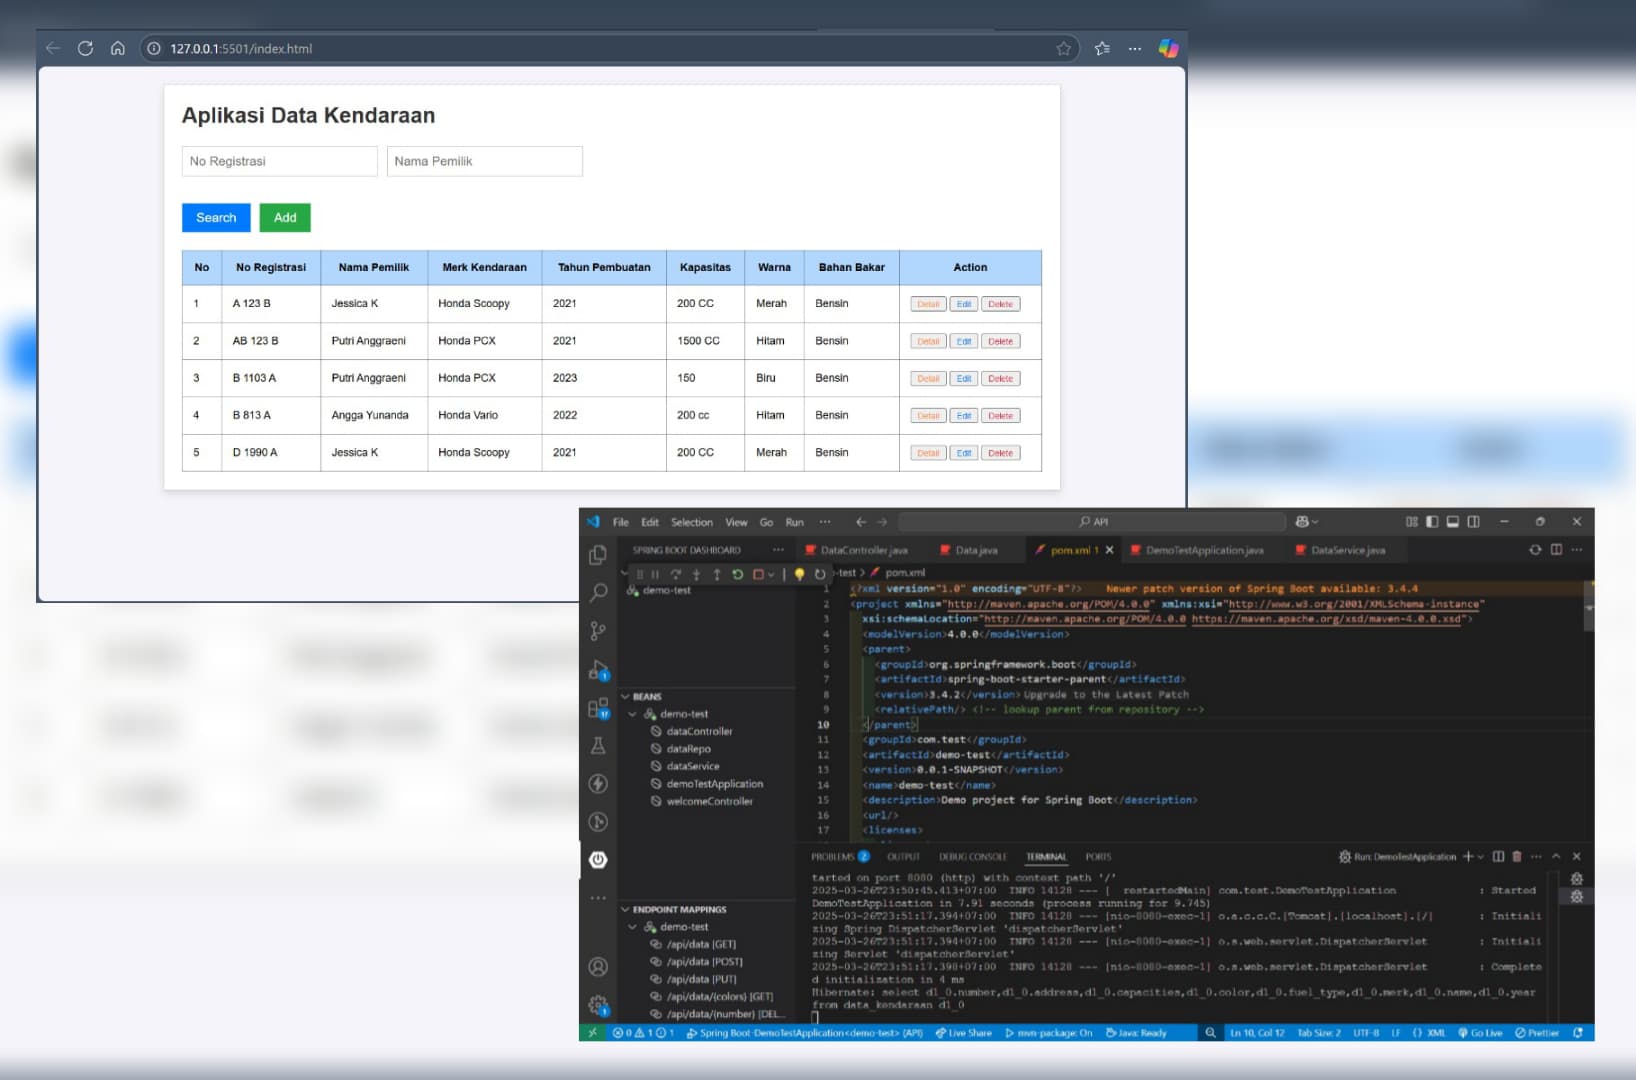 127.0.0.1:5501/index.html
Aplikasi Data Kendaraan
No Registrasi Nama Pemilik
Search Add
No No Registrasi Nama Pemilik Merk Kendaraan Tahun Pembuatan Kapasitas Warna Bahan Bakar Action
1 A 123 B Jessica K Honda Scoopy 2021 200 CC Merah Bensin Detail Edit Delete
2 AB 123 B Putri Anggraeni Honda PCX 2021 1500 CC Hitam Bensin Detail Edit Delete
3 B 1103 A Putri Anggraeni Honda PCX 2023 150 Biru Bensin Detail Edit Delete
4 B 813 A Angga Yunanda Honda Vario 2022 200 cc Hitam Bensin Detail Edit Delete
5 D 1990 A Jessica K Honda Scoopy 2021 200 CC Merah Bensin Detail Edit Delete
File Edit Selection View Go Run ··· API
SPRING BOOT DASHBOARD ···
demo-test
BEANS
demo-test
dataController
dataRepo
dataService
demoTestApplication
welcomeController
ENDPOINT MAPPINGS
demo-test
/api/data [GET]
/api/data [POST]
/api/data [PUT]
/api/data/{colors} [GET]
/api/data/{number} [DEL...
DataController.java Data.java pom.xml 1 DemoTestApplication.java DataService.java
-test > pom.xml
1 <?xml version="1.0" encoding="UTF-8"?> Newer patch version of Spring Boot available: 3.4.4
2 <project xmlns="http://maven.apache.org/POM/4.0.0" xmlns:xsi="http://www.w3.org/2001/XMLSchema-instance"
3 xsi:schemaLocation="http://maven.apache.org/POM/4.0.0 https://maven.apache.org/xsd/maven-4.0.0.xsd">
4 <modelVersion>4.0.0</modelVersion>
5 <parent>
6 <groupId>org.springframework.boot</groupId>
7 <artifactId>spring-boot-starter-parent</artifactId>
8 <version>3.4.2</version> Upgrade to the Latest Patch
9 <relativePath/> <!-- lookup parent from repository -->
10 </parent>
11 <groupId>com.test</groupId>
12 <artifactId>demo-test</artifactId>
13 <version>0.0.1-SNAPSHOT</version>
14 <name>demo-test</name>
15 <description>Demo project for Spring Boot</description>
16 <url/>
17 <licenses>
PROBLEMS 2 OUTPUT DEBUG CONSOLE TERMINAL PORTS Run: DemoTestApplication
tarted on port 8080 (http) with context path '/'
2025-03-26T23:50:45.413+07:00 INFO 14128 --- [ restartedMain] com.test.DemoTestApplication : Started
DemoTestApplication in 7.91 seconds (process running for 9.745)
2025-03-26T23:51:17.394+07:00 INFO 14128 --- [nio-8080-exec-1] o.a.c.c.C.[Tomcat].[localhost].[/] : Initiali
zing Spring DispatcherServlet 'dispatcherServlet'
2025-03-26T23:51:17.394+07:00 INFO 14128 --- [nio-8080-exec-1] o.s.web.servlet.DispatcherServlet : Initiali
zing Servlet 'dispatcherServlet'
2025-03-26T23:51:17.398+07:00 INFO 14128 --- [nio-8080-exec-1] o.s.web.servlet.DispatcherServlet : Complete
d initialization in 4 ms
Hibernate: select d1_0.number,d1_0.address,d1_0.capacities,d1_0.color,d1_0.fuel_type,d1_0.merk,d1_0.name,d1_0.year
from data_kendaraan d1_0
0 1 1 Spring Boot-DemoTestApplication<demo-test> (API) Live Share mvn-package: On Java: Ready Ln 10, Col 12 Tab Size: 2 UTF-8 LF {} XML Go Live Prettier